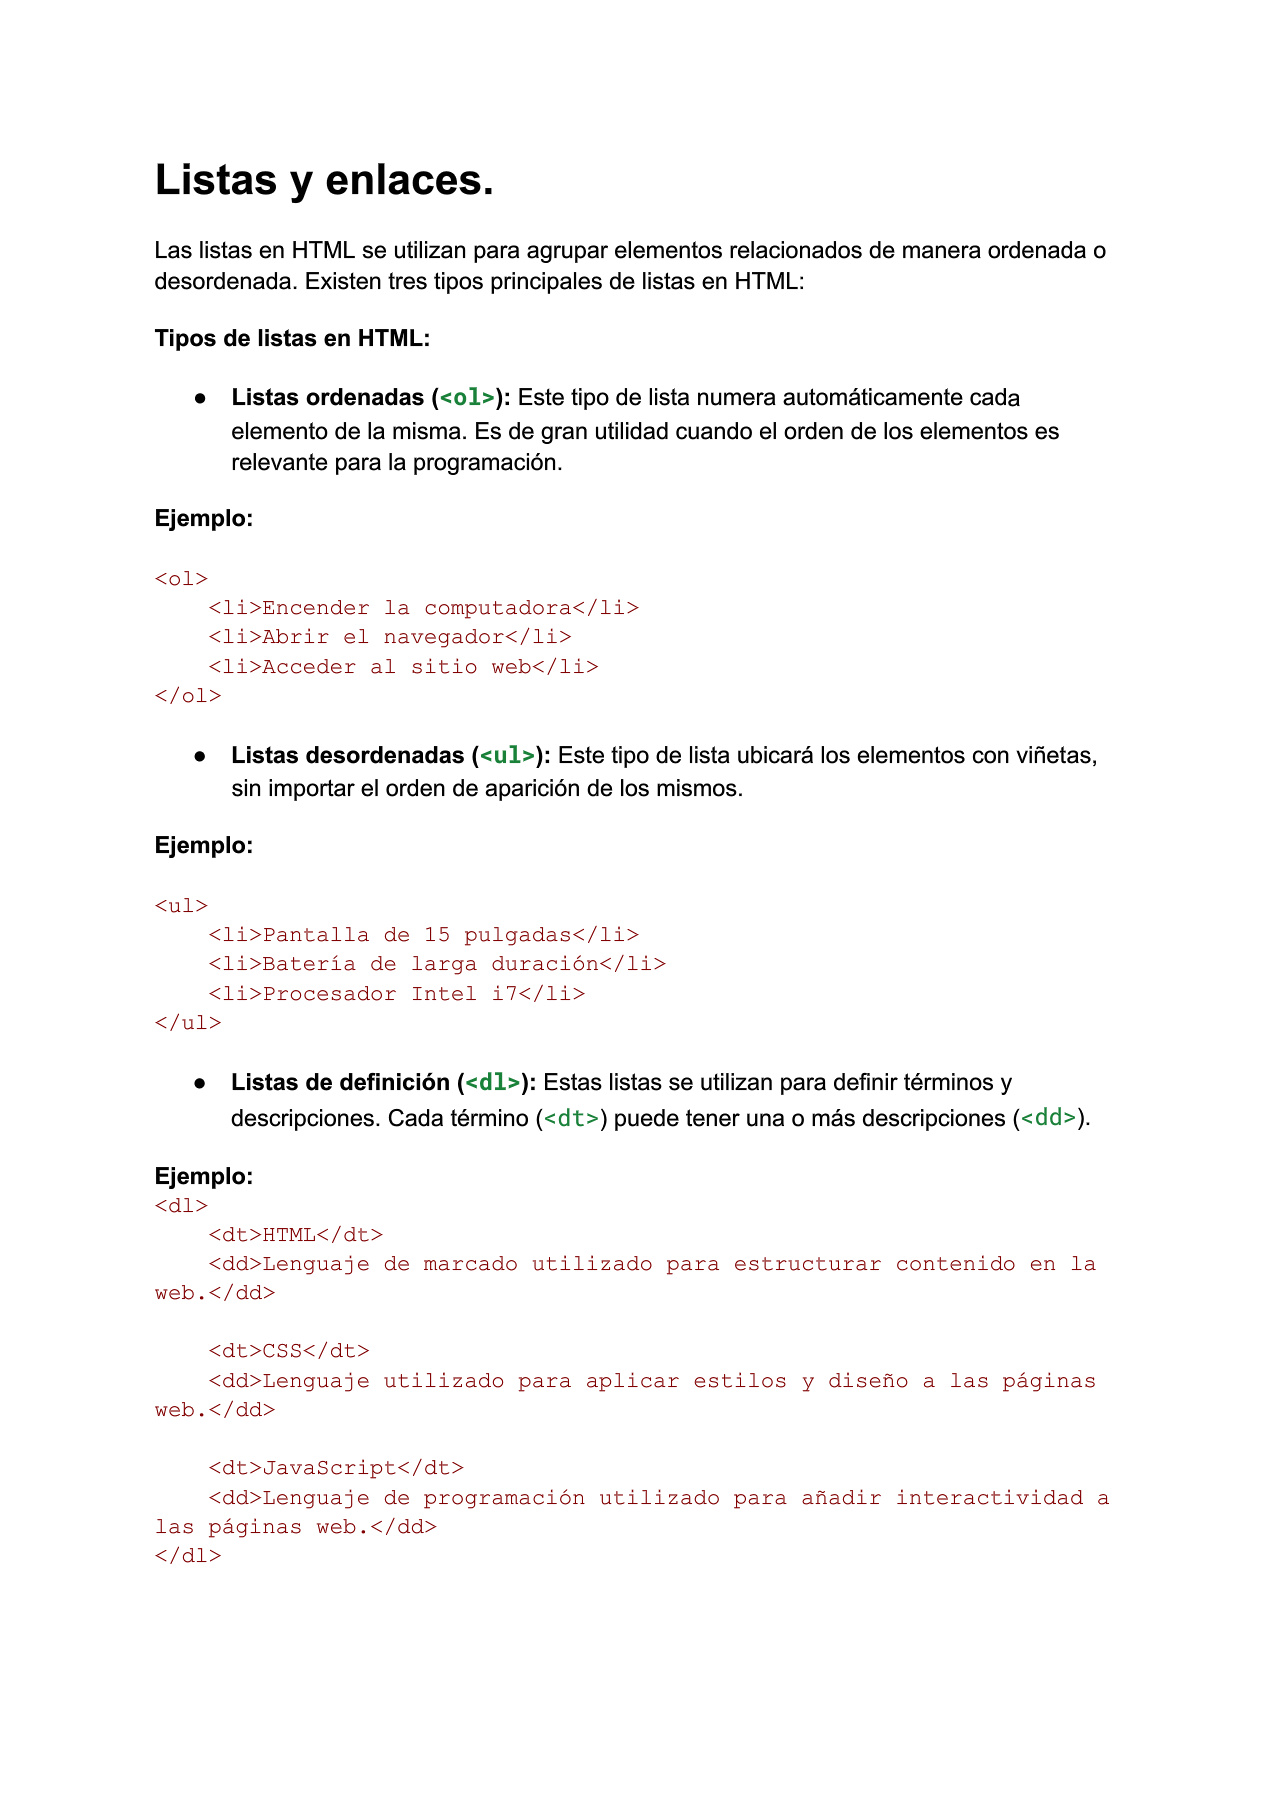 Listas y enlaces.
Las listas en HTML se utilizan para agrupar elementos relacionados de manera ordenada o
desordenada. Existen tres tipos principales de listas en HTML:
Tipos de listas en HTML:
● Listas ordenadas (<ol>): Este tipo de lista numera automáticamente cada
elemento de la misma. Es de gran utilidad cuando el orden de los elementos es
relevante para la programación.
Ejemplo:
<ol>
    <li>Encender la computadora</li>
    <li>Abrir el navegador</li>
    <li>Acceder al sitio web</li>
</ol>
● Listas desordenadas (<ul>): Este tipo de lista ubicará los elementos con viñetas,
sin importar el orden de aparición de los mismos.
Ejemplo:
<ul>
    <li>Pantalla de 15 pulgadas</li>
    <li>Batería de larga duración</li>
    <li>Procesador Intel i7</li>
</ul>
● Listas de definición (<dl>): Estas listas se utilizan para definir términos y
descripciones. Cada término (<dt>) puede tener una o más descripciones (<dd>).
Ejemplo:
<dl>
    <dt>HTML</dt>
    <dd>Lenguaje de marcado utilizado para estructurar contenido en la
web.</dd>
    <dt>CSS</dt>
    <dd>Lenguaje utilizado para aplicar estilos y diseño a las páginas
web.</dd>
    <dt>JavaScript</dt>
    <dd>Lenguaje de programación utilizado para añadir interactividad a
las páginas web.</dd>
</dl>